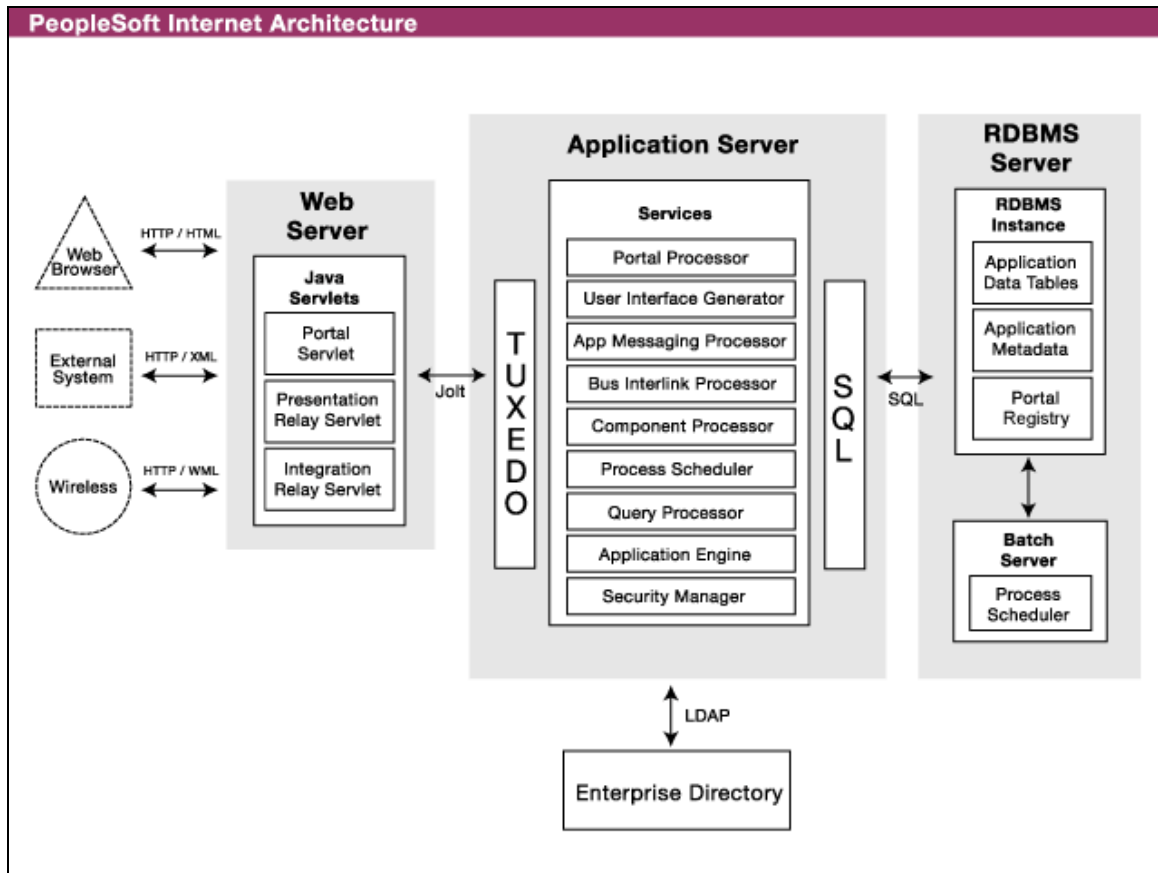 PeopleSoft Internet Architecture
Web
Browser
HTTP / HTML
External
System
HTTP / XML
Wireless
HTTP / WML
Web
Server
Java
Servlets
Portal
Servlet
Presentation
Relay Servlet
Integration
Relay Servlet
Jolt
Application Server
TUXEDO
Services
Portal Processor
User Interface Generator
App Messaging Processor
Bus Interlink Processor
Component Processor
Process Scheduler
Query Processor
Application Engine
Security Manager
SQL
SQL
RDBMS
Server
RDBMS
Instance
Application
Data Tables
Application
Metadata
Portal
Registry
Batch
Server
Process
Scheduler
LDAP
Enterprise Directory